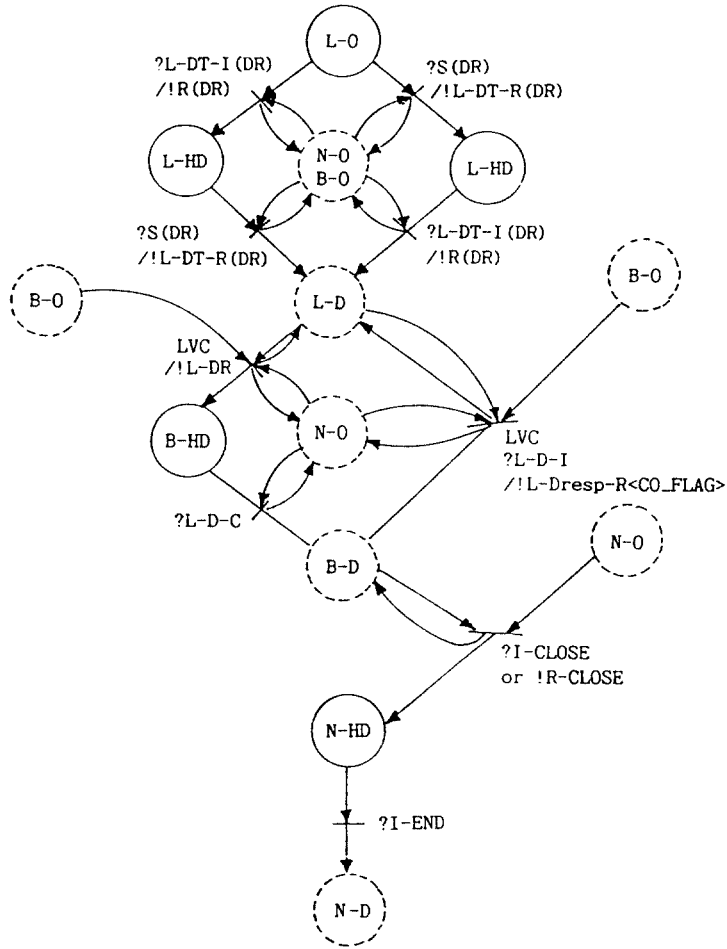 L-O
?L-DT-I(DR)
/!R(DR)
?S(DR)
/!L-DT-R(DR)
L-HD
N-O
B-O
L-HD
?S(DR)
/!L-DT-R(DR)
?L-DT-I(DR)
/!R(DR)
B-O
L-D
B-O
LVC
/!L-DR
B-HD
N-O
LVC
?L-D-I
/!L-Dresp-R<CO_FLAG>
?L-D-C
B-D
N-O
?I-CLOSE
or !R-CLOSE
N-HD
?I-END
N-D